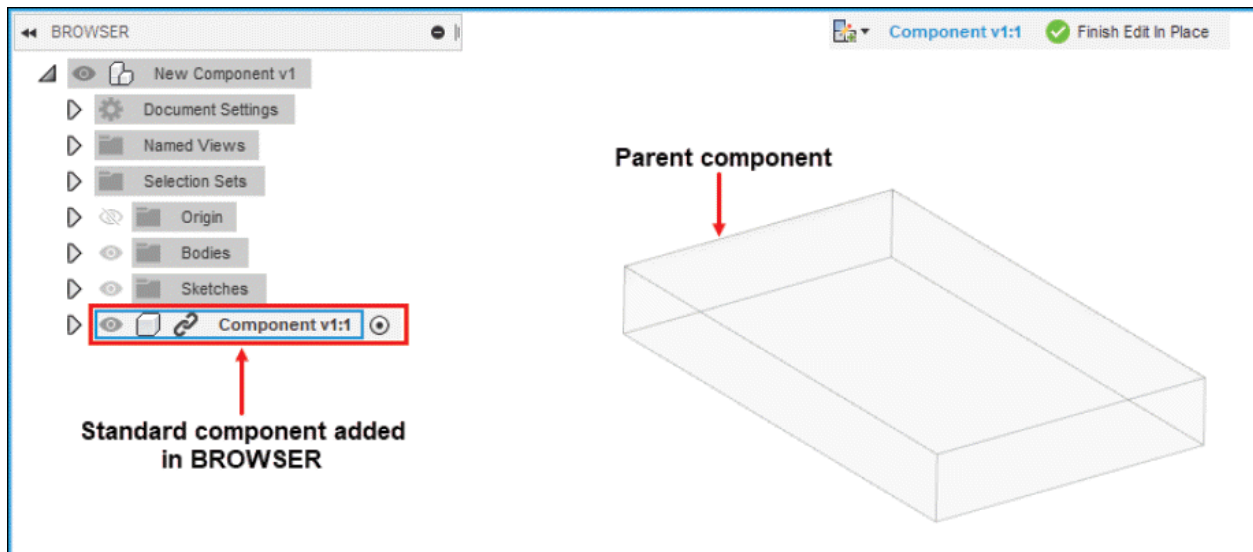 BROWSER
Component v1:1 Finish Edit In Place
New Component v1
Document Settings
Named Views
Selection Sets
Origin
Bodies
Sketches
Component v1:1
Parent component
Standard component added
in BROWSER